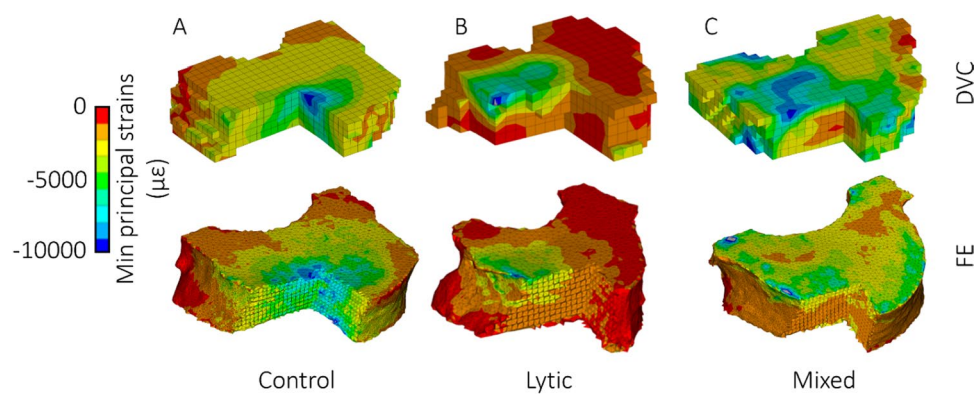 A
B
C
DVC
0
-5000
-10000
Min principal strains
(με)
FE
Control
Lytic
Mixed